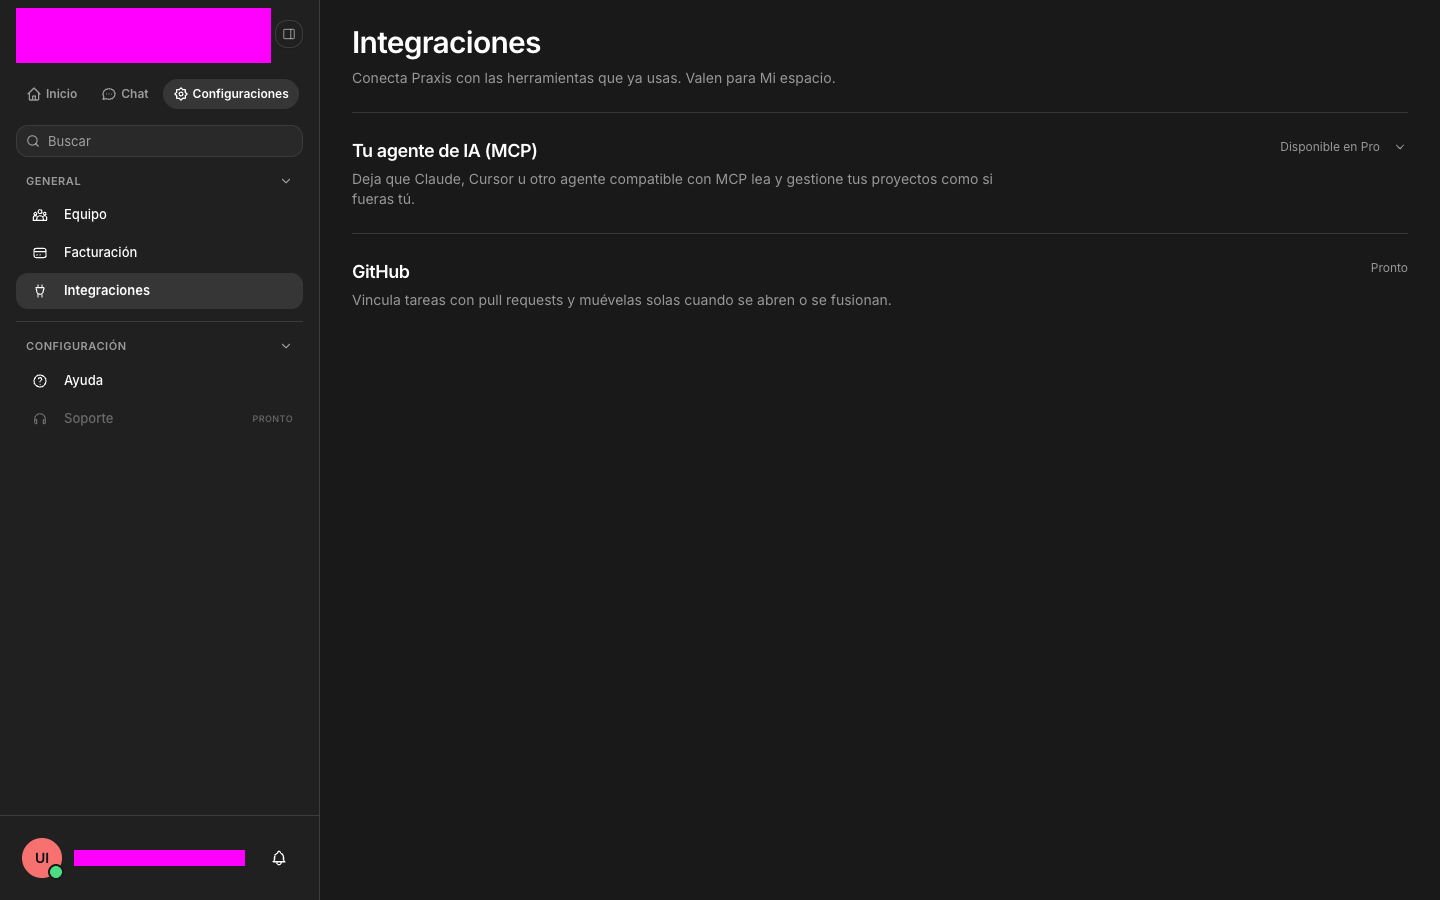 Inicio
Chat
Configuraciones
Buscar
GENERAL
Equipo
Facturación
Integraciones
CONFIGURACIÓN
Ayuda
Soporte
PRONTO
UI
Integraciones
Conecta Praxis con las herramientas que ya usas. Valen para Mi espacio.
Tu agente de IA (MCP)
Disponible en Pro
Deja que Claude, Cursor u otro agente compatible con MCP lea y gestione tus proyectos como si
fueras tú.
GitHub
Pronto
Vincula tareas con pull requests y muévelas solas cuando se abren o se fusionan.